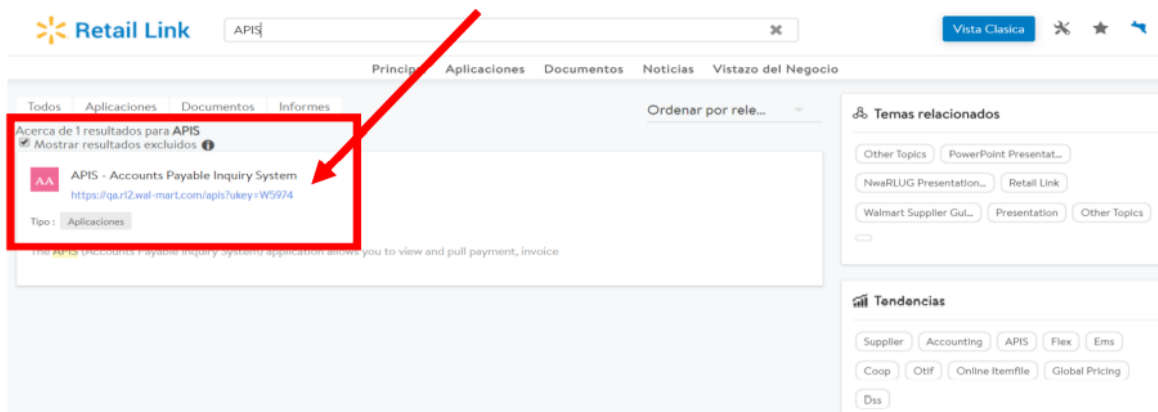 Retail Link
APIS
Vista Clasica
Princip Aplicaciones Documentos Noticias Vistazo del Negocio
Todos Aplicaciones Documentos Informes
Ordenar por rele...
Acerca de 1 resultados para APIS
Mostrar resultados excluidos
AA
APIS - Accounts Payable Inquiry System
https://qa.rl2.wal-mart.com/apis?ukey=W5974
Tipo : Aplicaciones
The APIS (Accounts Payable Inquiry System) application allows you to view and pull payment, invoice
Temas relacionados
Other Topics PowerPoint Presentat...
NwaRLUG Presentation... Retail Link
Walmart Supplier Gui... Presentation Other Topics
Tendencias
Supplier Accounting APIS Flex Ems
Coop Otif Online Itemfile Global Pricing
Dss